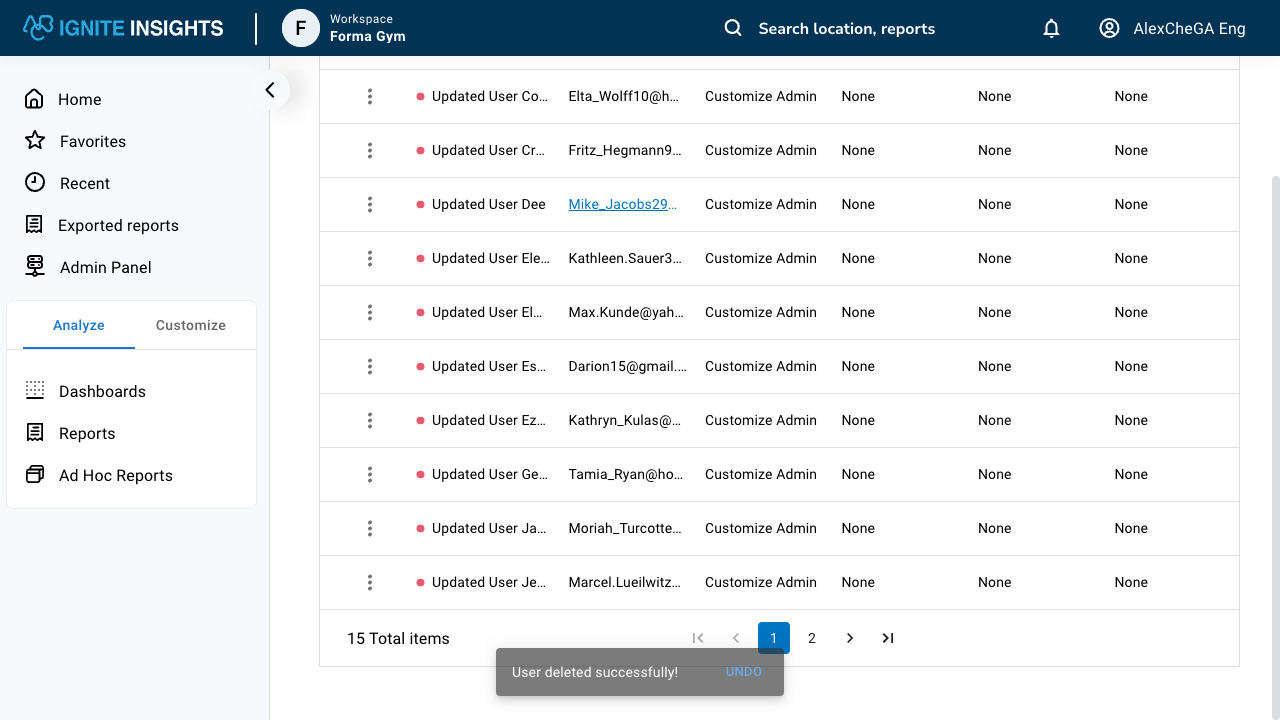 IGNITE INSIGHTS
F
Workspace
Forma Gym
Search location, reports
AlexCheGA Eng
Home
Favorites
Recent
Exported reports
Admin Panel
Analyze
Customize
Dashboards
Reports
Ad Hoc Reports
Updated User Co... Elta_Wolff10@h... Customize Admin None None None
Updated User Cr... Fritz_Hegmann9... Customize Admin None None None
Updated User Dee Mike_Jacobs29... Customize Admin None None None
Updated User Ele... Kathleen.Sauer3... Customize Admin None None None
Updated User El... Max.Kunde@yah... Customize Admin None None None
Updated User Es... Darion15@gmail.... Customize Admin None None None
Updated User Ez... Kathryn_Kulas@... Customize Admin None None None
Updated User Ge... Tamia_Ryan@ho... Customize Admin None None None
Updated User Ja... Moriah_Turcotte... Customize Admin None None None
Updated User Je... Marcel.Lueilwitz... Customize Admin None None None
15 Total items
1 2
User deleted successfully! UNDO